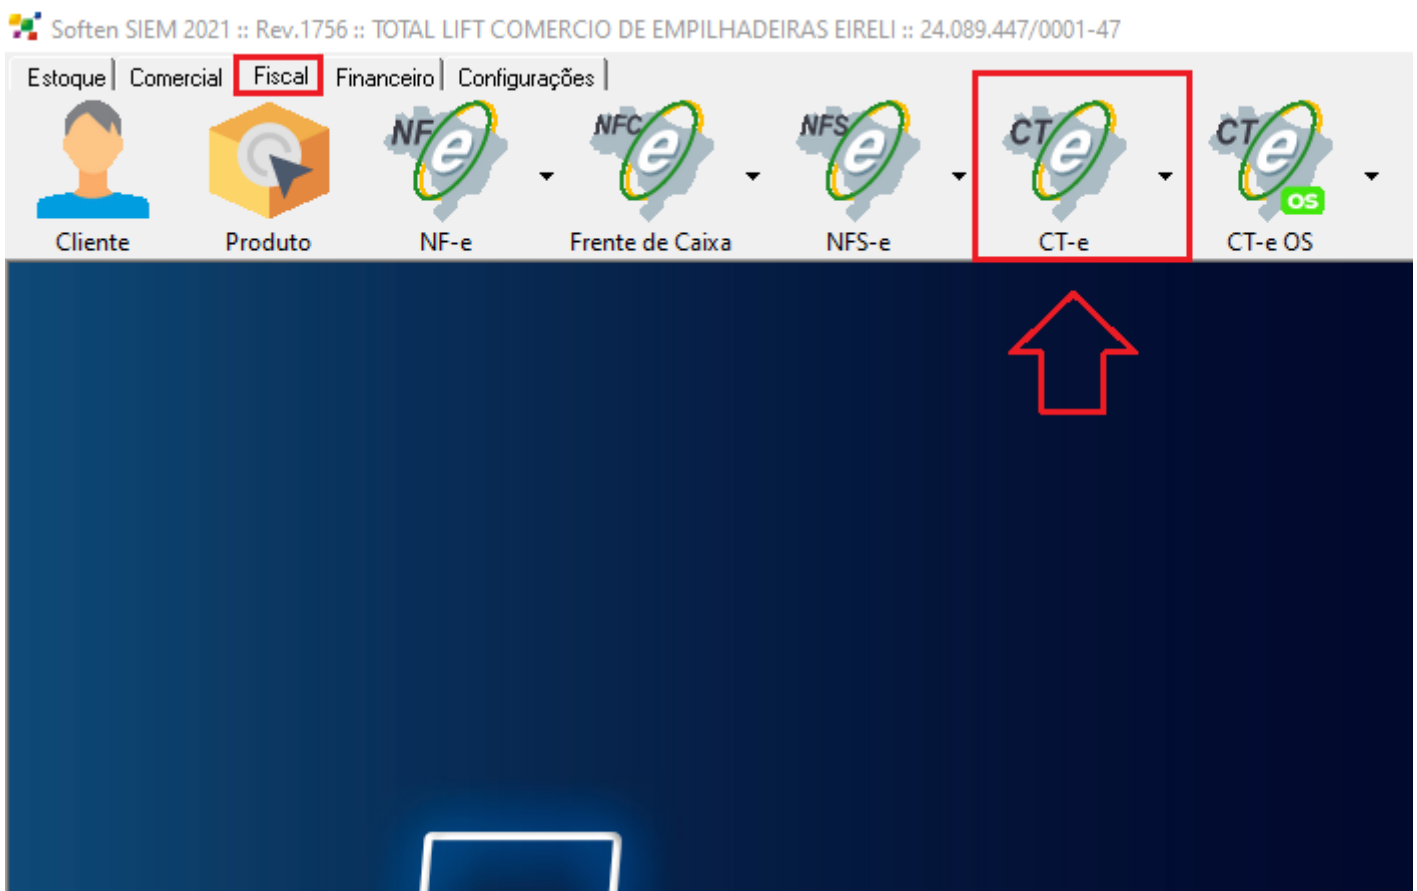 Soften SIEM 2021 :: Rev.1756 :: TOTAL LIFT COMERCIO DE EMPILHADEIRAS EIRELI :: 24.089.447/0001-47
Estoque Comercial Fiscal Financeiro Configurações
NF e NFC e NFS e CT e CT e OS
Cliente Produto NF-e Frente de Caixa NFS-e CT-e CT-e OS